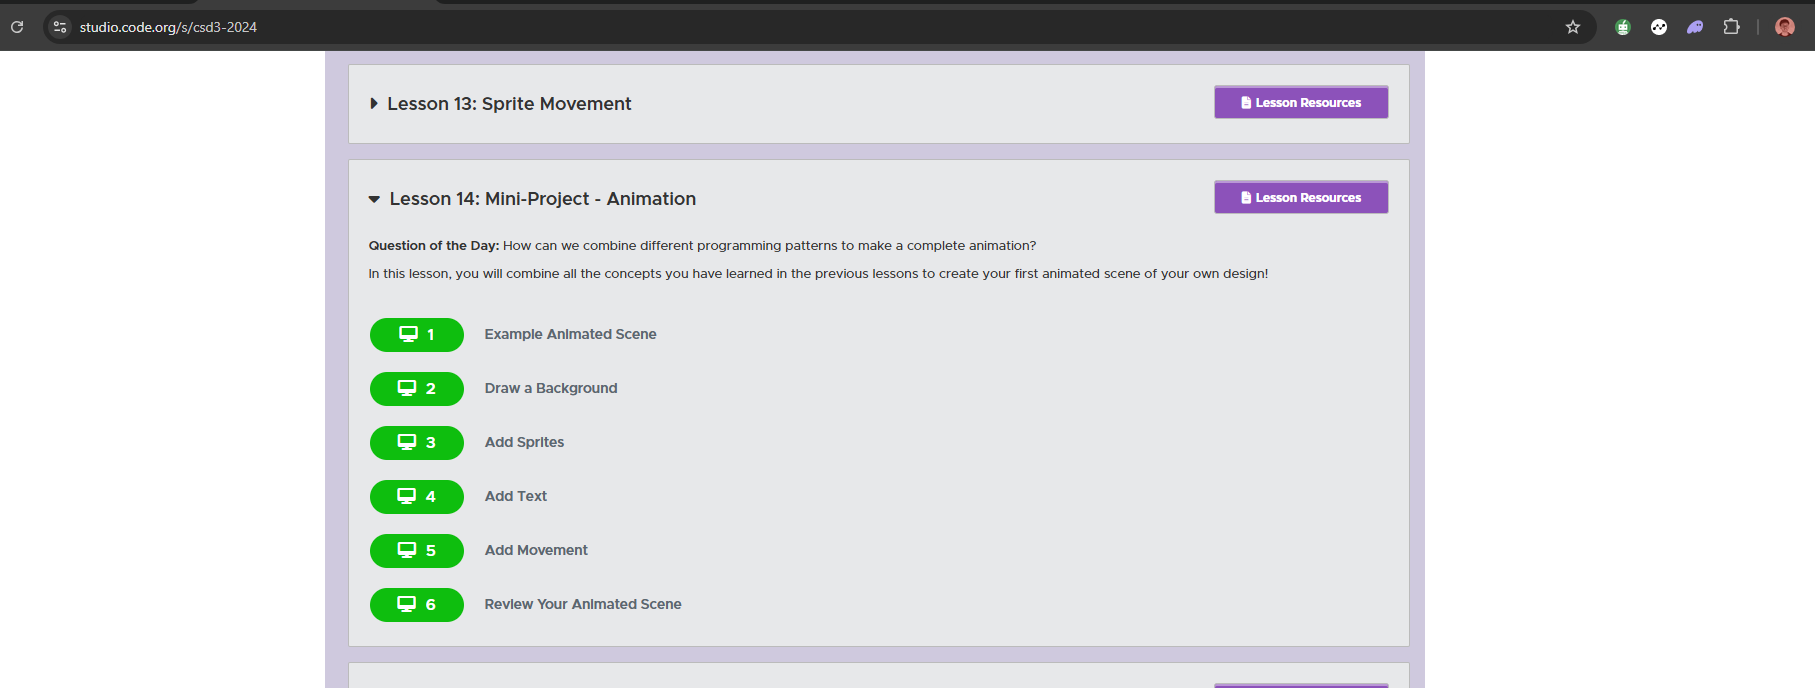 studio.code.org/s/csd3-2024
Lesson 13: Sprite Movement
Lesson Resources
Lesson 14: Mini-Project - Animation
Lesson Resources
Question of the Day: How can we combine different programming patterns to make a complete animation?
In this lesson, you will combine all the concepts you have learned in the previous lessons to create your first animated scene of your own design!
1 Example Animated Scene
2 Draw a Background
3 Add Sprites
4 Add Text
5 Add Movement
6 Review Your Animated Scene